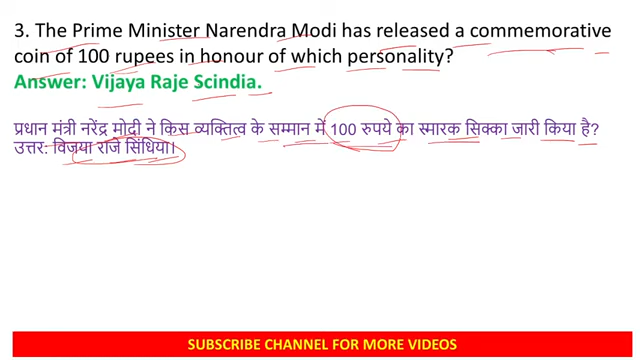 3. The Prime Minister Narendra Modi has released a commemorative
coin of 100 rupees in honour of which personality?
Answer: Vijaya Raje Scindia.
प्रधान मंत्री नरेंद्र मोदी ने किस व्यक्तित्व के सम्मान में 100 रुपये का स्मारक सिक्का जारी किया है?
उत्तर: विजया राजे सिंधिया।
SUBSCRIBE CHANNEL FOR MORE VIDEOS